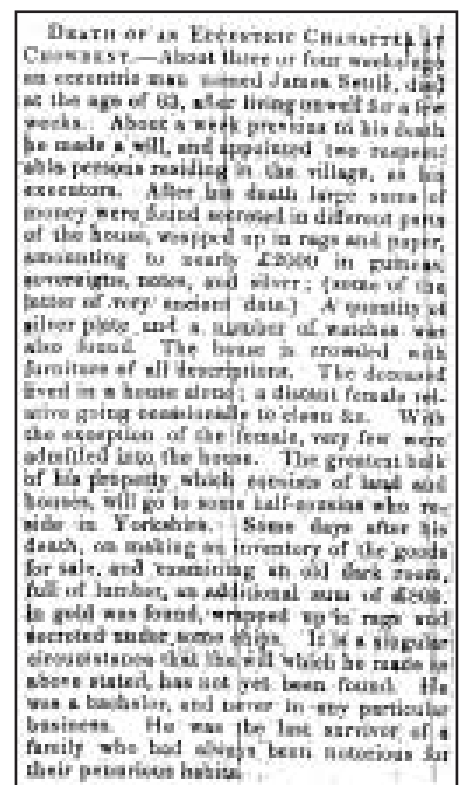 DEATH OF AN ECCENTRIC CHARACTER AT
—About three or four weeks ago
an eccentric man named James died
at the age of 63, after living unwell for a few
weeks. About a week previous to his death
he made a will, and appointed two respect-
able persons residing in the village, as his
executors. After his death large sums of
money were found secreted in different parts
of the house, wrapped up in rags and paper,
amounting to nearly £2000 in guineas,
sovereigns, notes, and silver; (some of the
latter of very ancient date.) A quantity of
silver plate and a number of watches was
also found. The house is crowded with
furniture of all descriptions. The deceased
lived in a house alone; a distant female rel-
ative going occasionally to clean &c. With
the exception of the female, very few were
admitted into the house. The greatest bulk
of his property which consists of land and
houses, will go to some half-cousins who re-
side in Yorkshire. Some days after his
death, on making an inventory of the goods
for sale, and examining an old dark room,
full of lumber, an additional sum of
in gold was found, wrapped up in rags and
secreted under some chips. It is a singular
circumstance that the will which he made as
above stated, has not yet been found. He
was a bachelor, and never in any particular
business. He was the last survivor of a
family who had always been notorious for
their penurious habits.